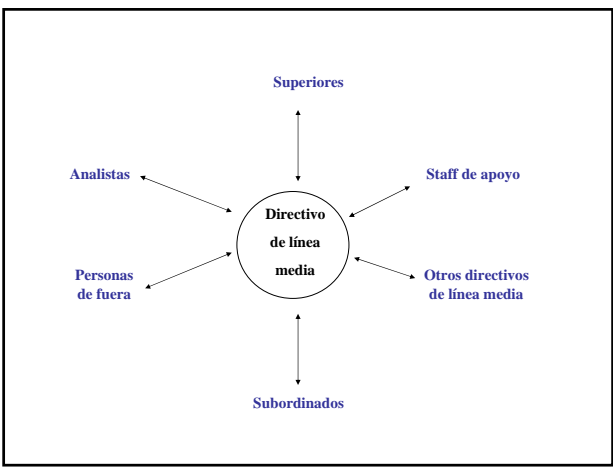 Superiores
Analistas
Staff de apoyo
Directivo
de línea
media
Personas
de fuera
Otros directivos
de línea media
Subordinados